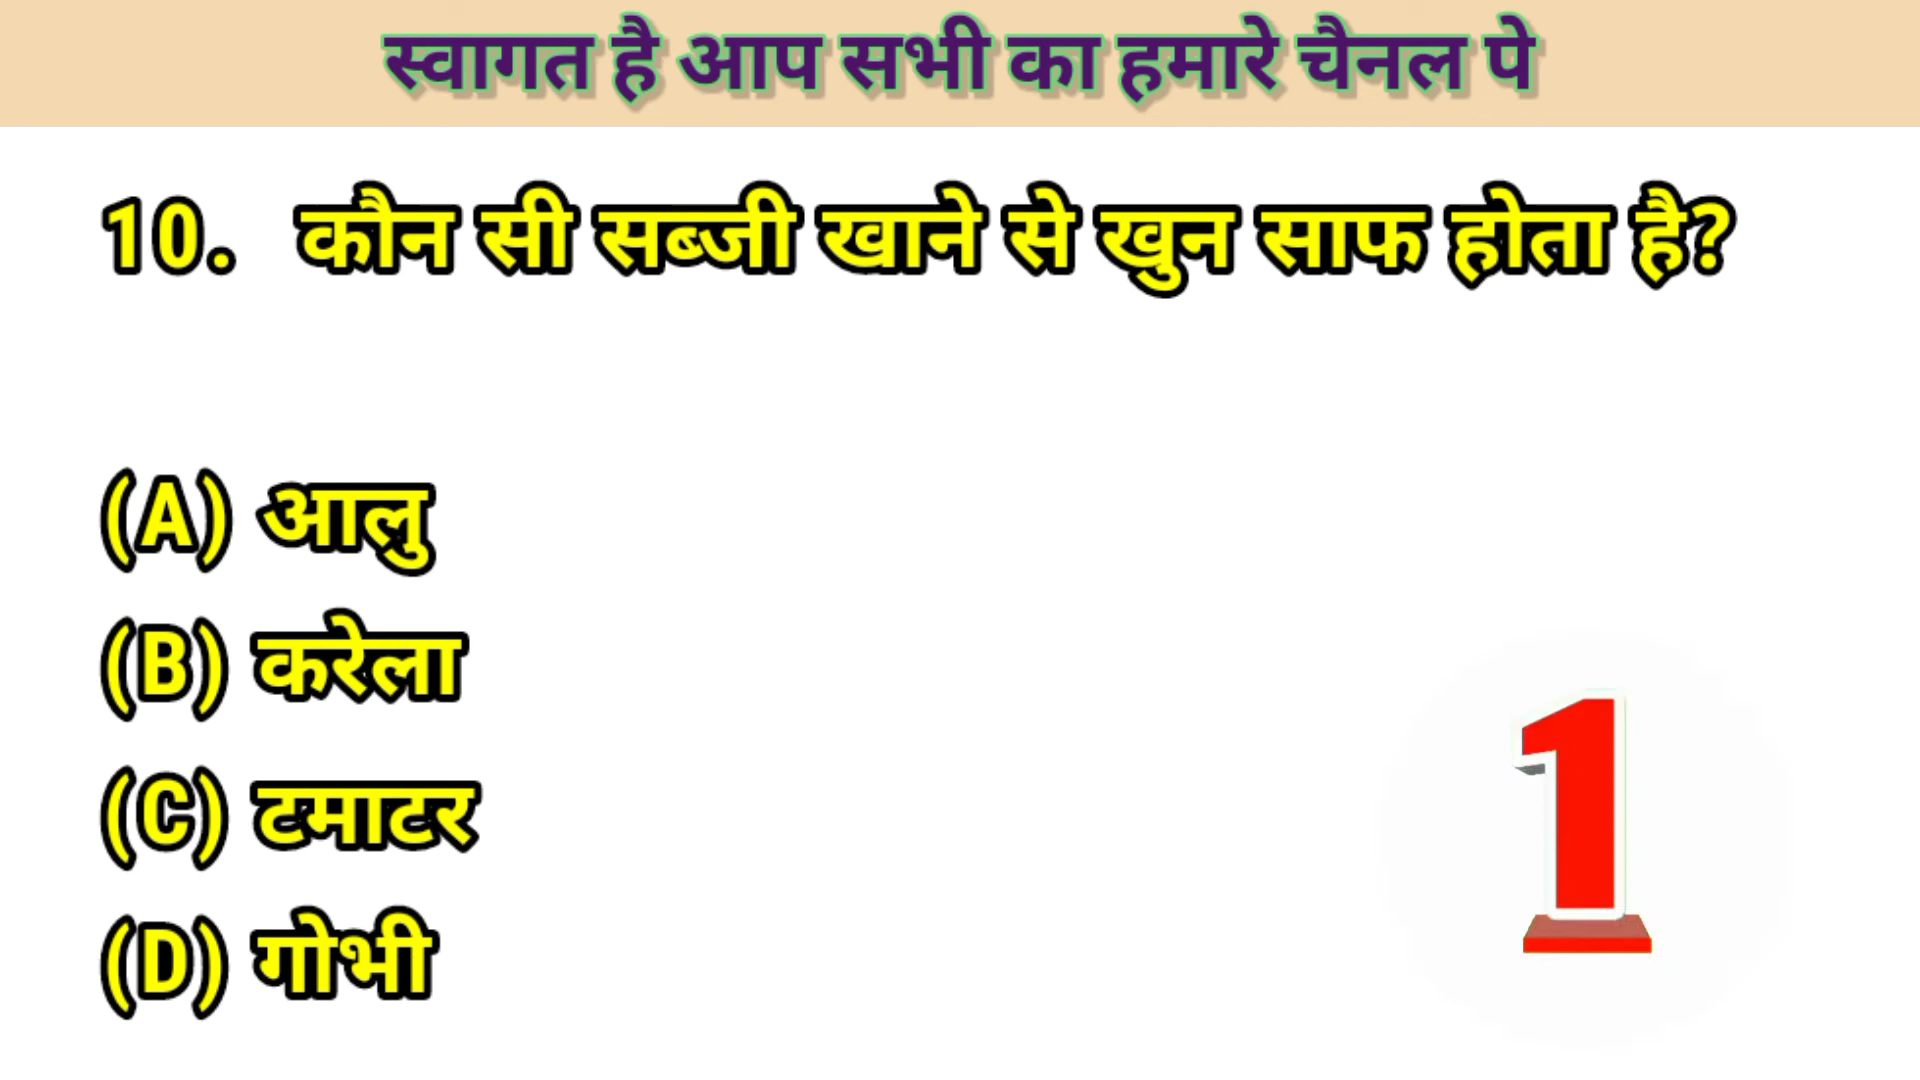 स्वागत है आप सभी का हमारे चैनल पे
10. कौन सी सब्जी खाने से खुन साफ होता है?
(A) आलु
(B) करेला
(C) टमाटर
(D) गोभी
1